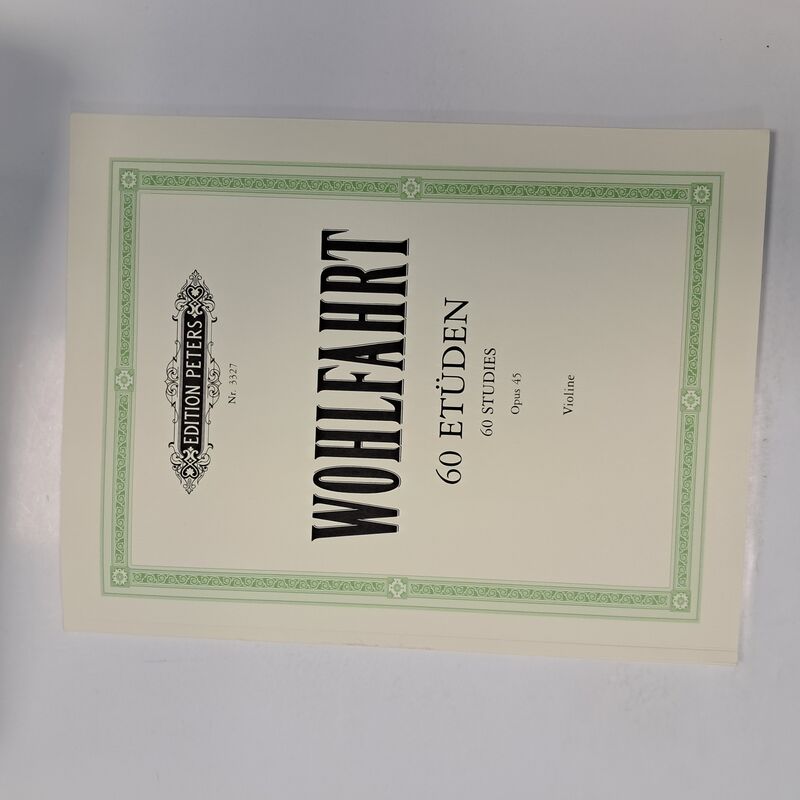 EDITION PETERS
Nr. 3327
WOHLFAHRT
60 ETÜDEN
60 STUDIES
Opus 45
Violine